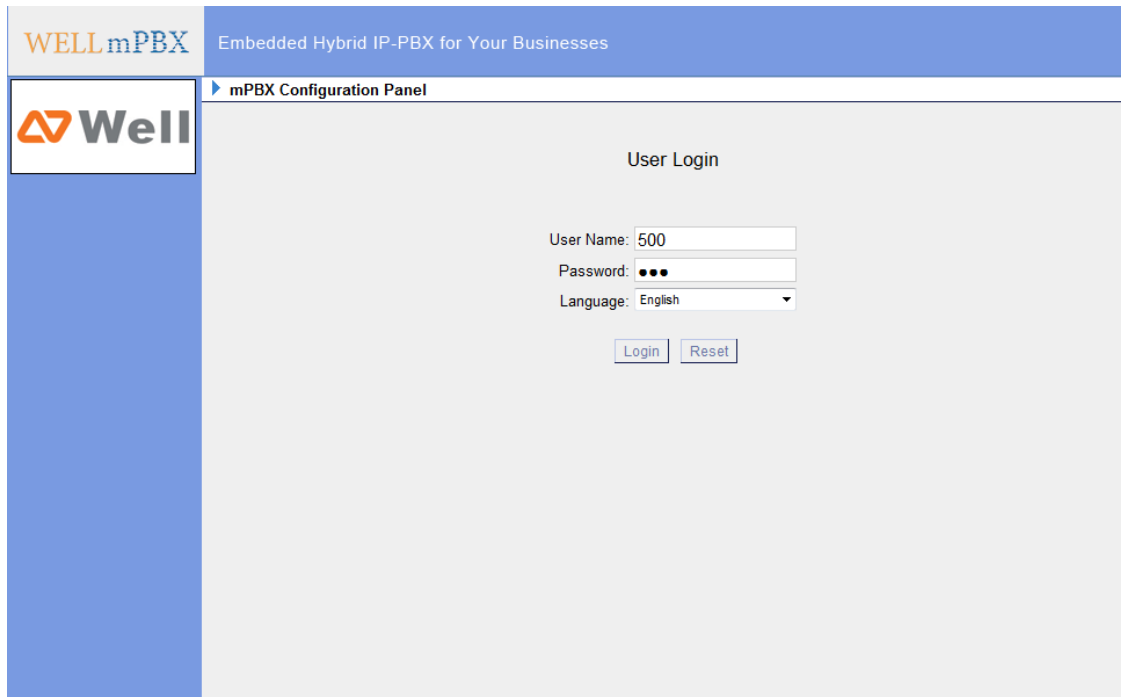 WELL mPBX
Embedded Hybrid IP-PBX for Your Businesses
Well
mPBX Configuration Panel
User Login
User Name: 500
Password: ●●●
Language: English
Login Reset